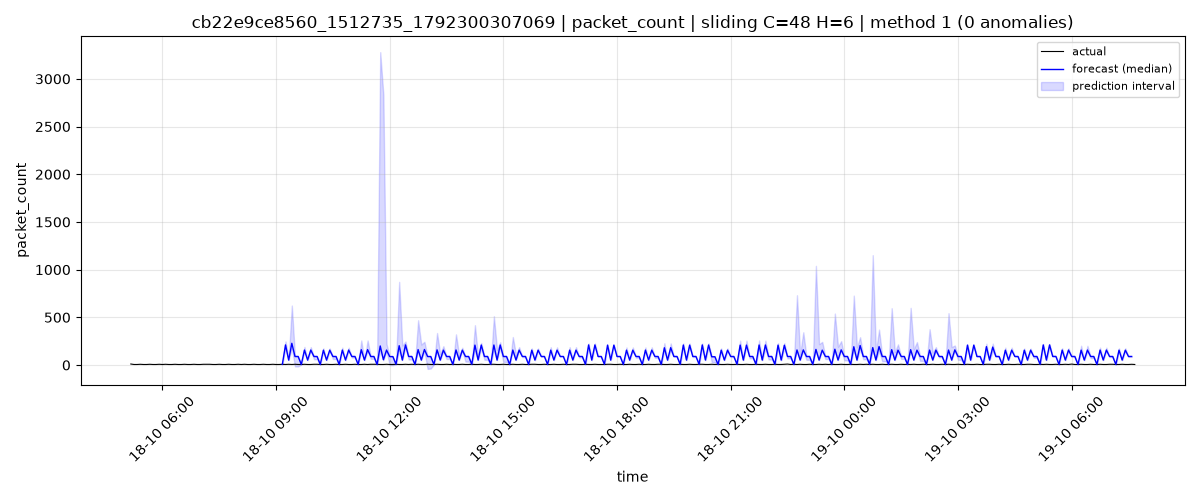 cb22e9ce8560_1512735_1792300307069 | packet_count | sliding C=48 H=6 | method 1 (0 anomalies)
actual
forecast (median)
prediction interval
packet_count
3000
2500
2000
1500
1000
500
0
18-10 06:00
18-10 09:00
18-10 12:00
18-10 15:00
18-10 18:00
18-10 21:00
19-10 00:00
19-10 03:00
19-10 06:00
time